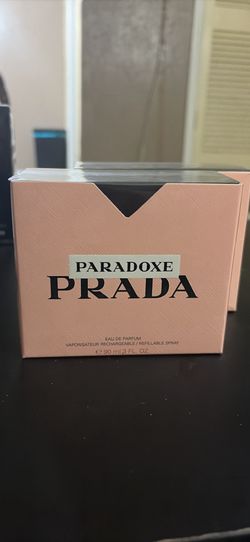 PARADOXE
PRADA
EAU DE PARFUM
VAPORISATEUR RECHARGEABLE / REFILLABLE SPRAY
℮ 90 ml / 3 FL. OZ.